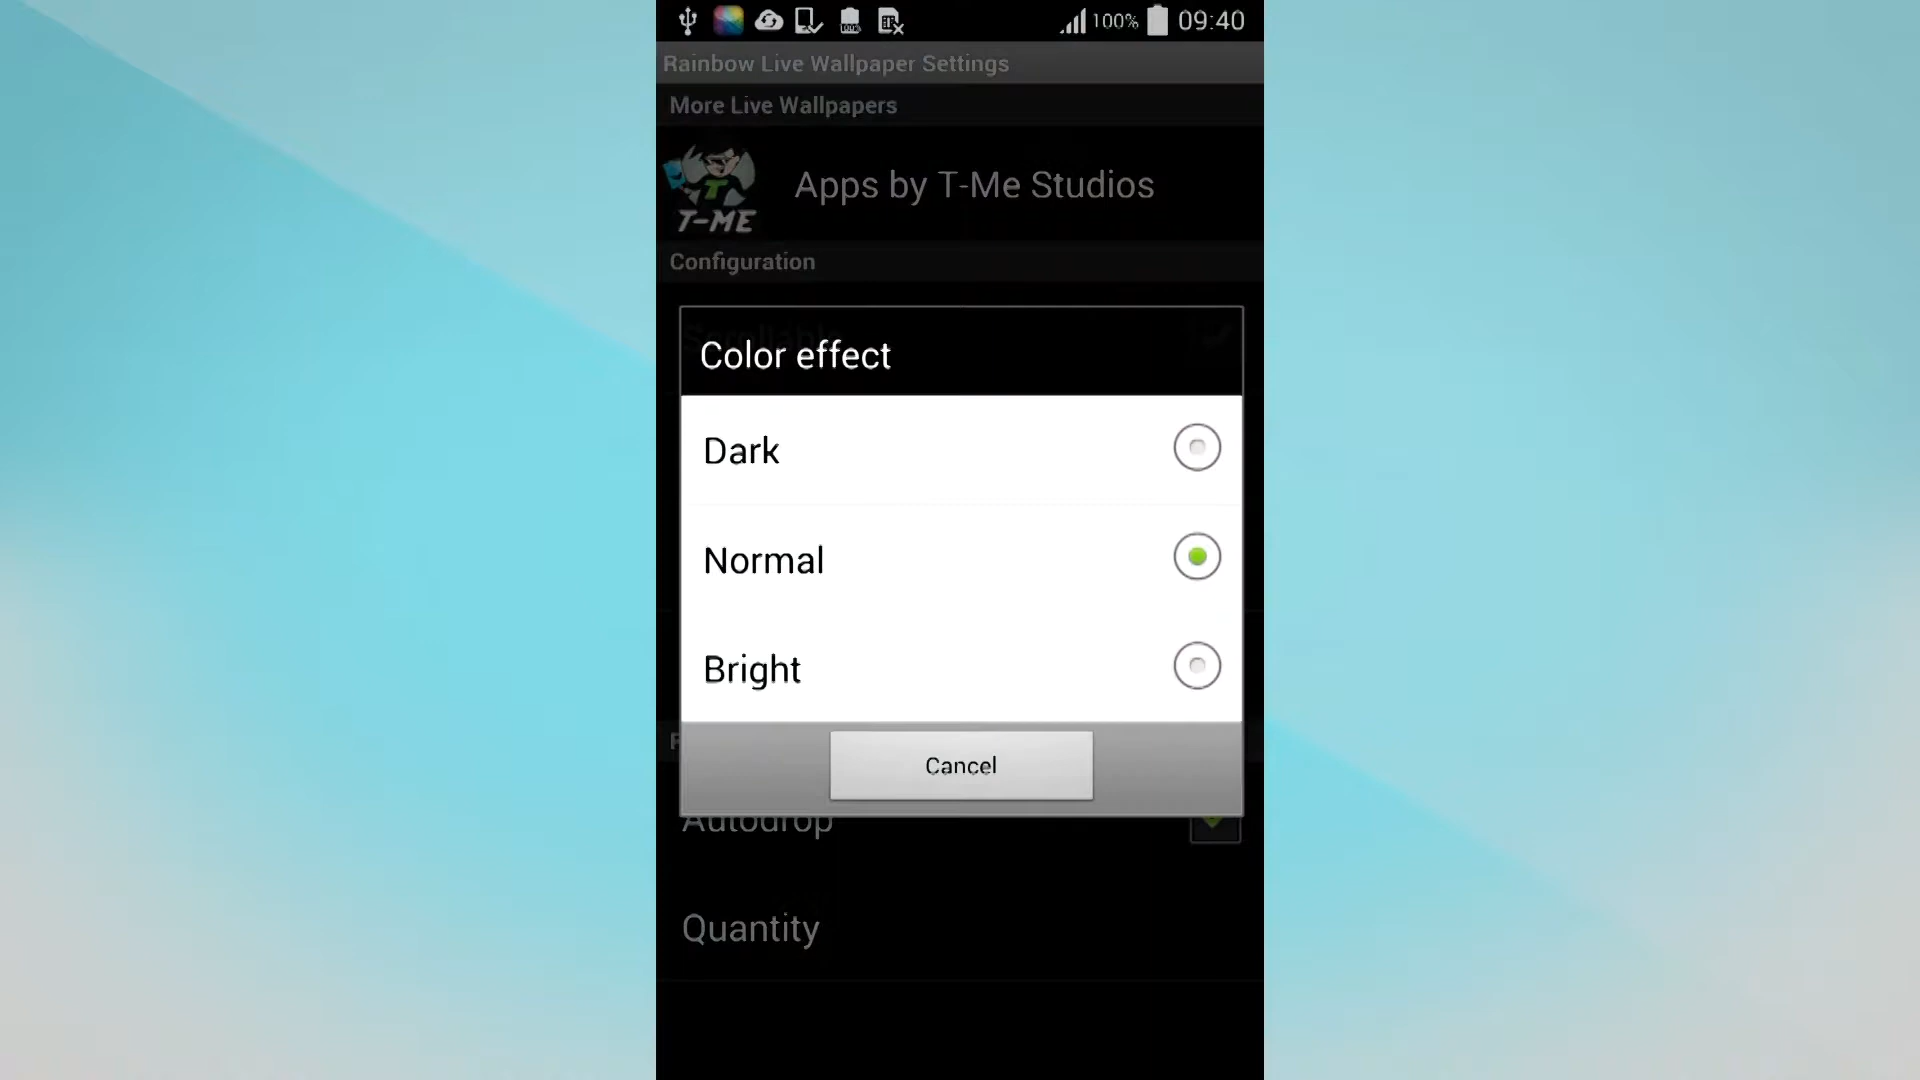 100% 09:40
Rainbow Live Wallpaper Settings
More Live Wallpapers
T
T-ME
Apps by T-Me Studios
Configuration
Color effect
Dark
Normal
Bright
Cancel
Autodrop
Quantity